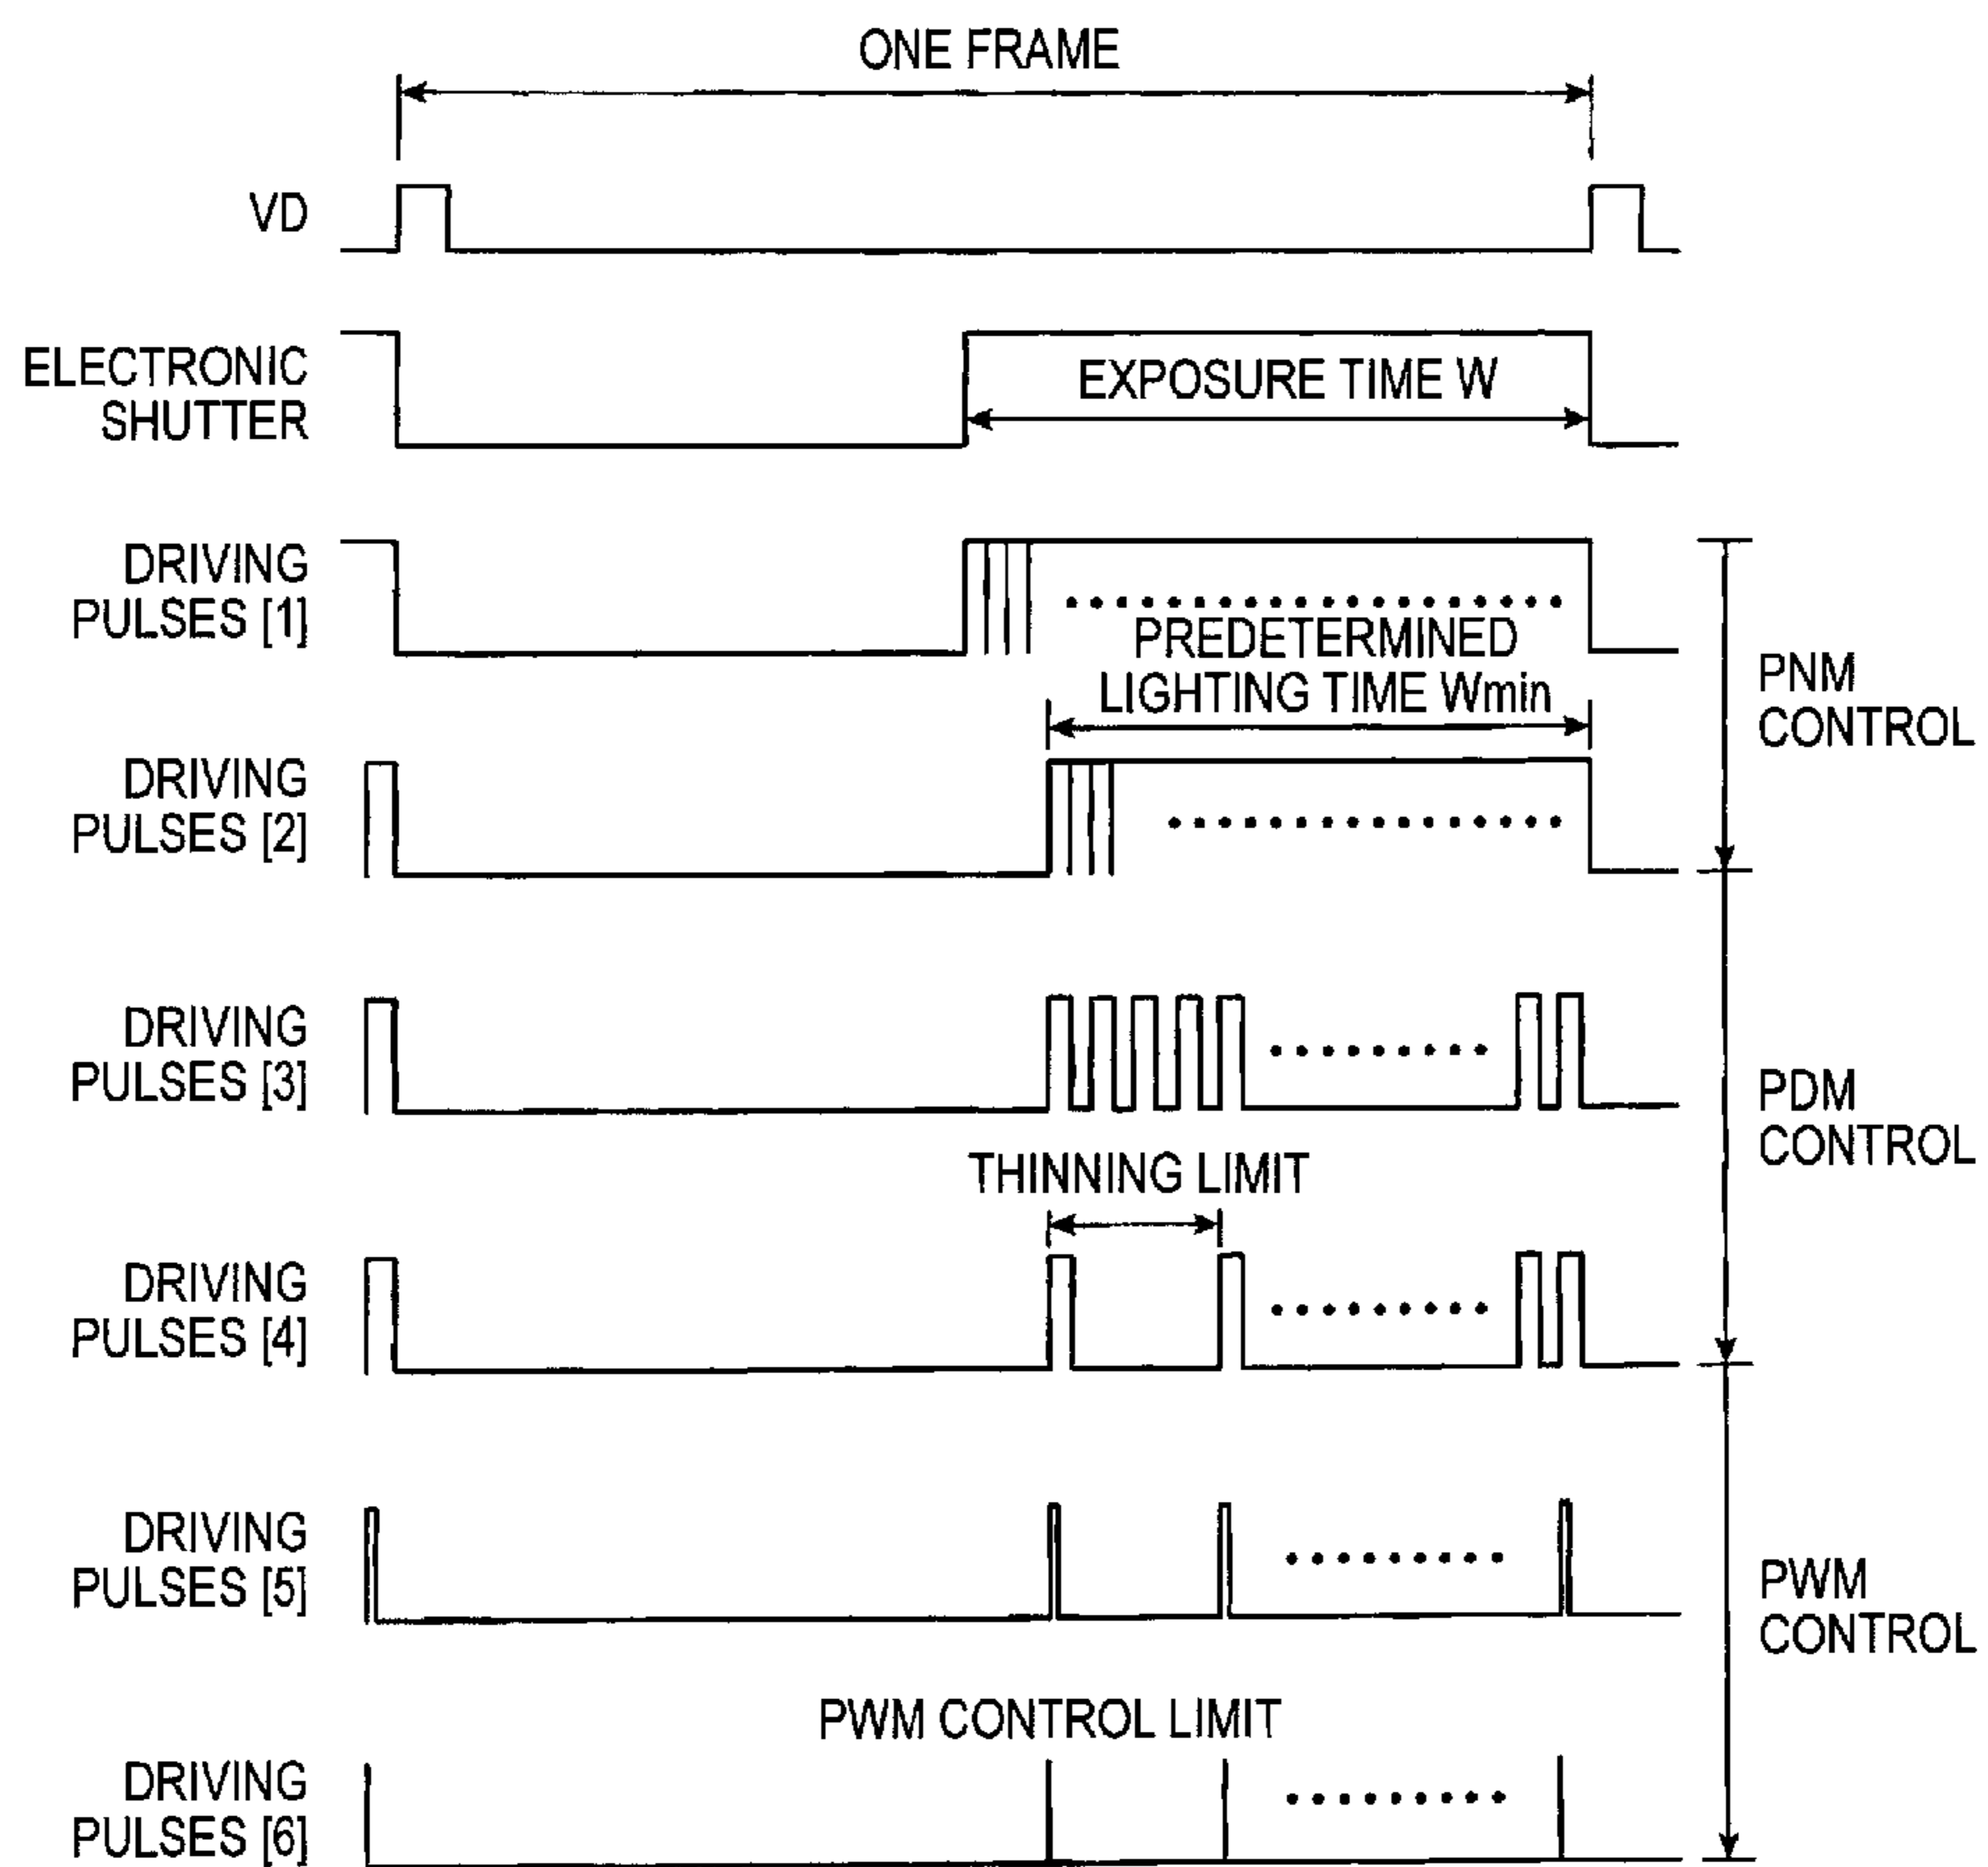 ONE FRAME
VD
ELECTRONIC
SHUTTER
EXPOSURE TIME W
DRIVING
PULSES [1]
PREDETERMINED
LIGHTING TIME Wmin
PNM
CONTROL
DRIVING
PULSES [2]
DRIVING
PULSES [3]
PDM
CONTROL
THINNING LIMIT
DRIVING
PULSES [4]
DRIVING
PULSES [5]
PWM
CONTROL
PWM CONTROL LIMIT
DRIVING
PULSES [6]